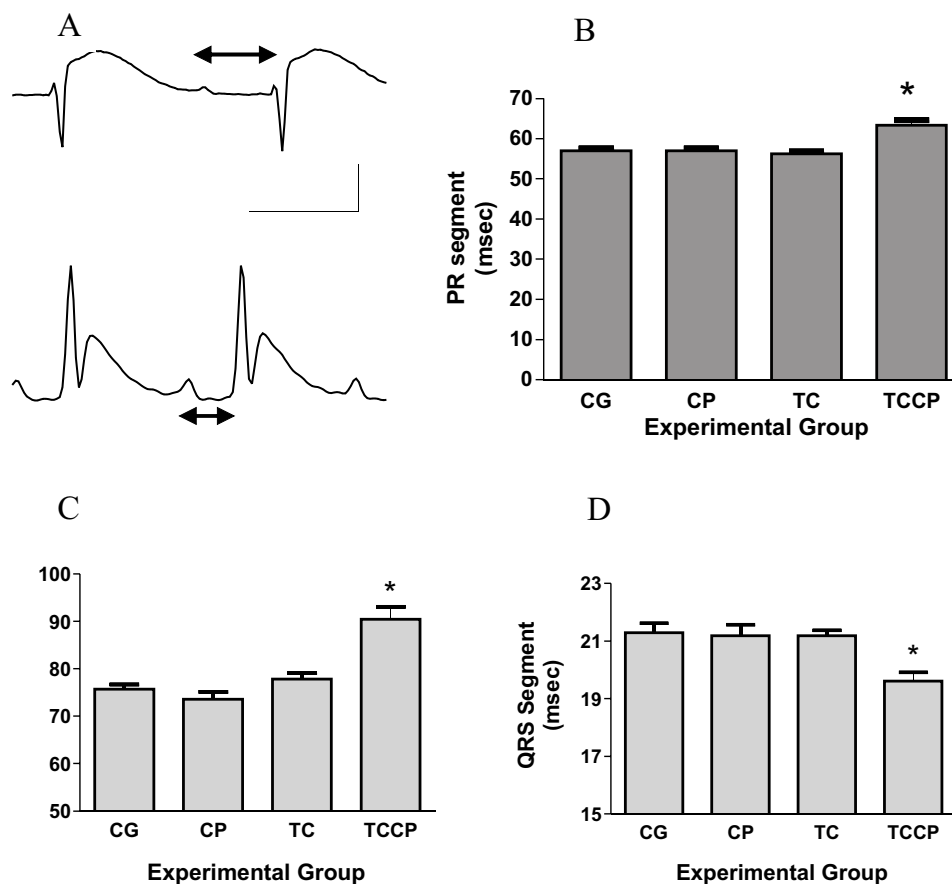 A
B
*
70
60
50
40
30
20
10
0
PR segment
(msec)
CG CP TC TCCP
Experimental Group
C
100
90
80
70
60
50
*
CG CP TC TCCP
Experimental Group
D
23
21
19
17
15
QRS Segment
(msec)
*
CG CP TC TCCP
Experimental Group